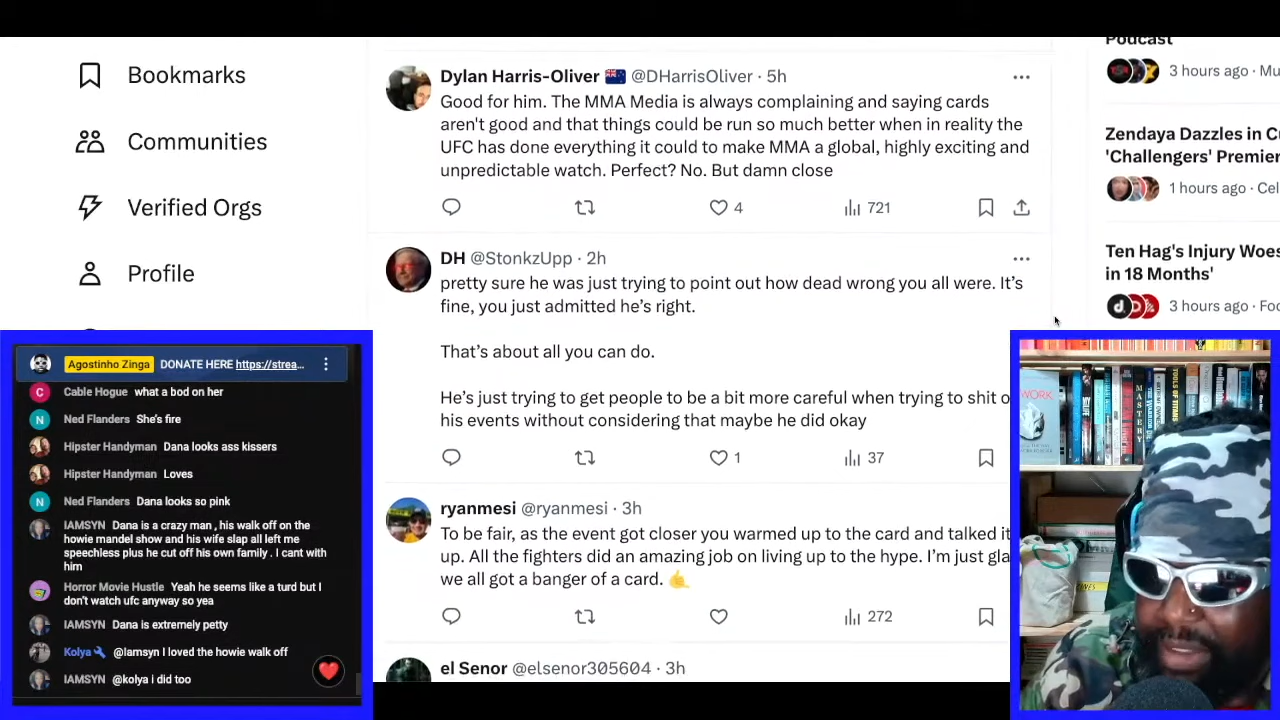 Bookmarks
Communities
Verified Orgs
Profile
Dylan Harris-Oliver 🇳🇿 @DHarrisOliver · 5h
Good for him. The MMA Media is always complaining and saying cards
aren't good and that things could be run so much better when in reality the
UFC has done everything it could to make MMA a global, highly exciting and
unpredictable watch. Perfect? No. But damn close
4
721
DH @StonkzUpp · 2h
pretty sure he was just trying to point out how dead wrong you all were. It's
fine, you just admitted he's right.
That's about all you can do.
He's just trying to get people to be a bit more careful when trying to shit o
his events without considering that maybe he did okay
1
37
ryanmesi @ryanmesi · 3h
To be fair, as the event got closer you warmed up to the card and talked it
up. All the fighters did an amazing job on living up to the hype. I'm just gla
we all got a banger of a card. 🤙
272
el Senor @elsenor305604 · 3h
Podcast
3 hours ago · Mu
Zendaya Dazzles in Cu
'Challengers' Premier
1 hours ago · Cel
Ten Hag's Injury Woes
in 18 Months'
3 hours ago · Foo
Agostinho Zinga DONATE HERE https://strea...
Cable Hogue what a bod on her
Ned Flanders She's fire
Hipster Handyman Dana looks ass kissers
Hipster Handyman Loves
Ned Flanders Dana looks so pink
IAMSYN Dana is a crazy man , his walk off on the
howie mandel show and his wife slap all left me
speechless plus he cut off his own family . I cant with
him
Horror Movie Hustle Yeah he seems like a turd but I
don't watch ufc anyway so yea
IAMSYN Dana is extremely petty
Kolya @Iamsyn I loved the howie walk off
IAMSYN @kolya i did too
WORK
MASTERY